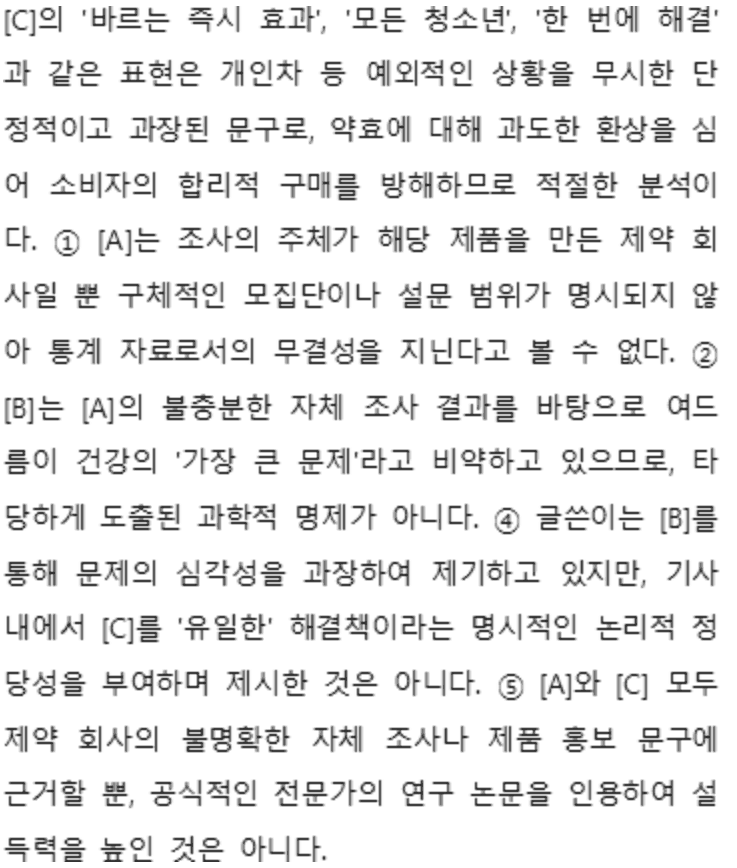 [C]의 '바르는 즉시 효과', '모든 청소년', '한 번에 해결'
과 같은 표현은 개인차 등 예외적인 상황을 무시한 단
정적이고 과장된 문구로, 약효에 대해 과도한 환상을 심
어 소비자의 합리적 구매를 방해하므로 적절한 분석이
다. ① [A]는 조사의 주체가 해당 제품을 만든 제약 회
사일 뿐 구체적인 모집단이나 설문 범위가 명시되지 않
아 통계 자료로서의 무결성을 지닌다고 볼 수 없다. ②
[B]는 [A]의 불충분한 자체 조사 결과를 바탕으로 여드
름이 건강의 '가장 큰 문제'라고 비약하고 있으므로, 타
당하게 도출된 과학적 명제가 아니다. ④ 글쓴이는 [B]를
통해 문제의 심각성을 과장하여 제기하고 있지만, 기사
내에서 [C]를 '유일한' 해결책이라는 명시적인 논리적 정
당성을 부여하며 제시한 것은 아니다. ⑤ [A]와 [C] 모두
제약 회사의 불명확한 자체 조사나 제품 홍보 문구에
근거할 뿐, 공식적인 전문가의 연구 논문을 인용하여 설
득력을 높인 것은 아니다.